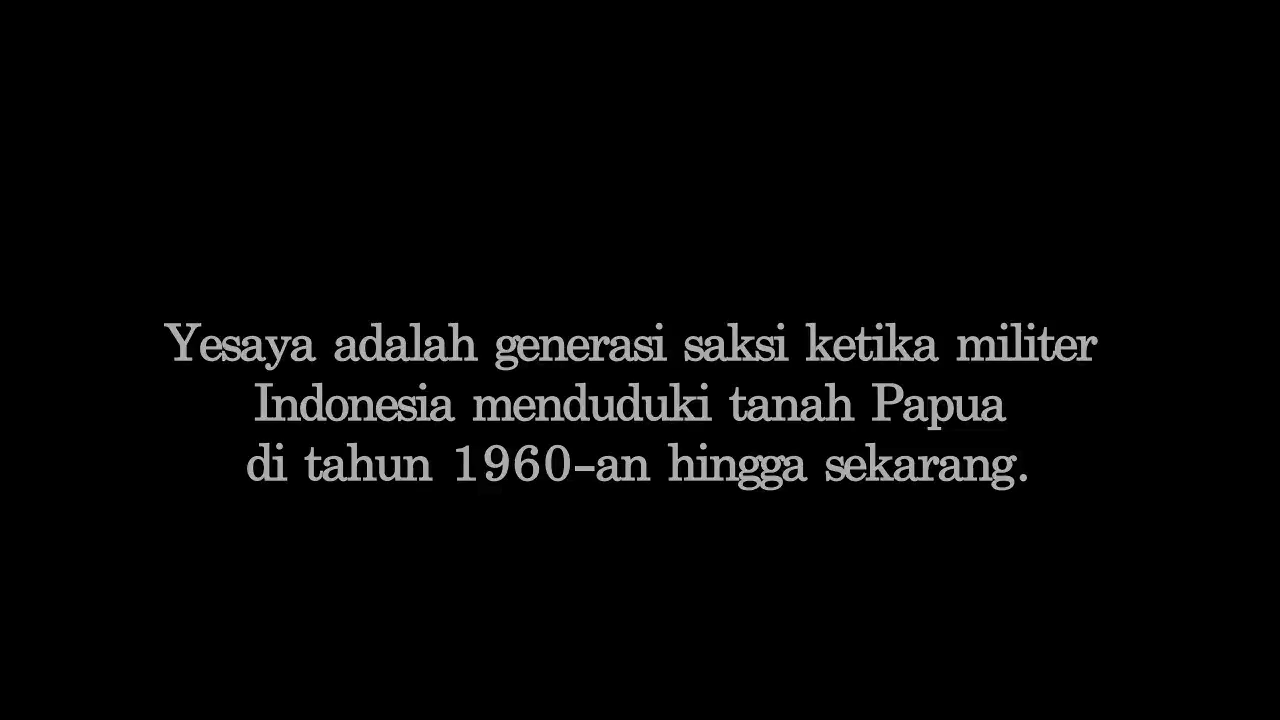 Yesaya adalah generasi saksi ketika militer
Indonesia menduduki tanah Papua
di tahun 1960-an hingga sekarang.